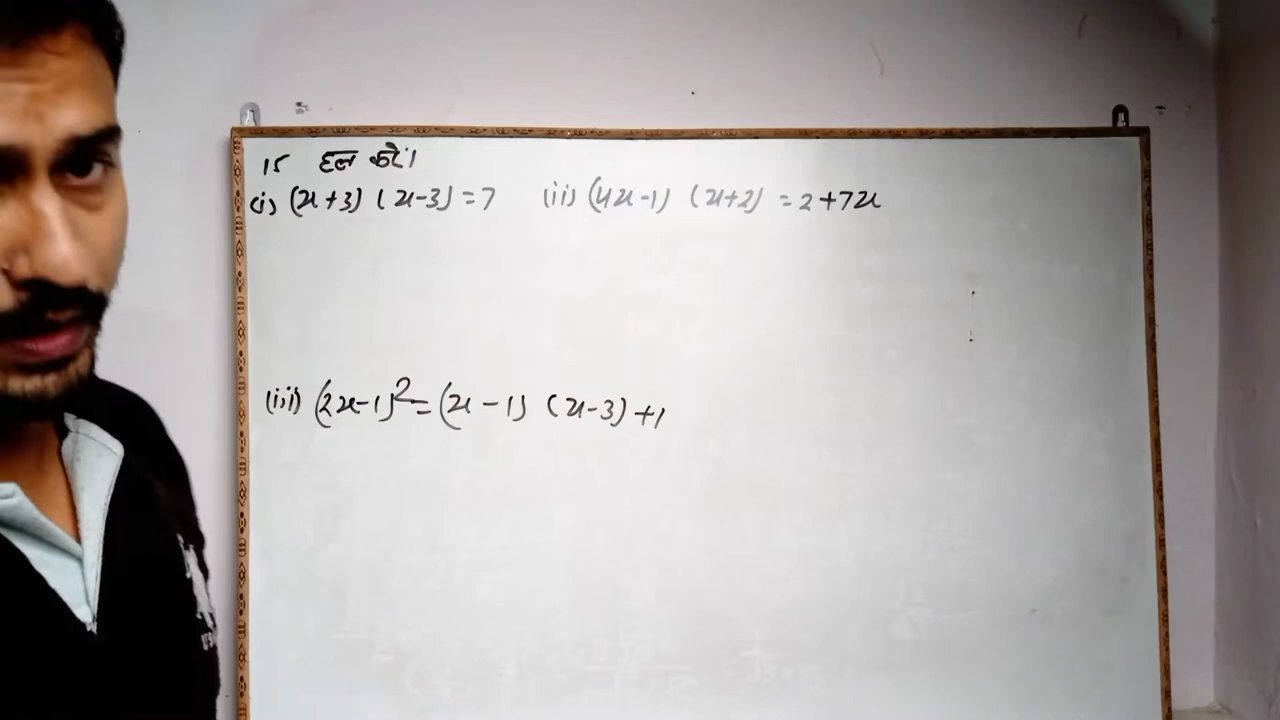 15 हल करें।
(i) (x+3) (x-3) = 7 (ii) (4x-1) (x+2) = 2+7x
(iii) (2x-1)² = (x-1) (x-3) +1